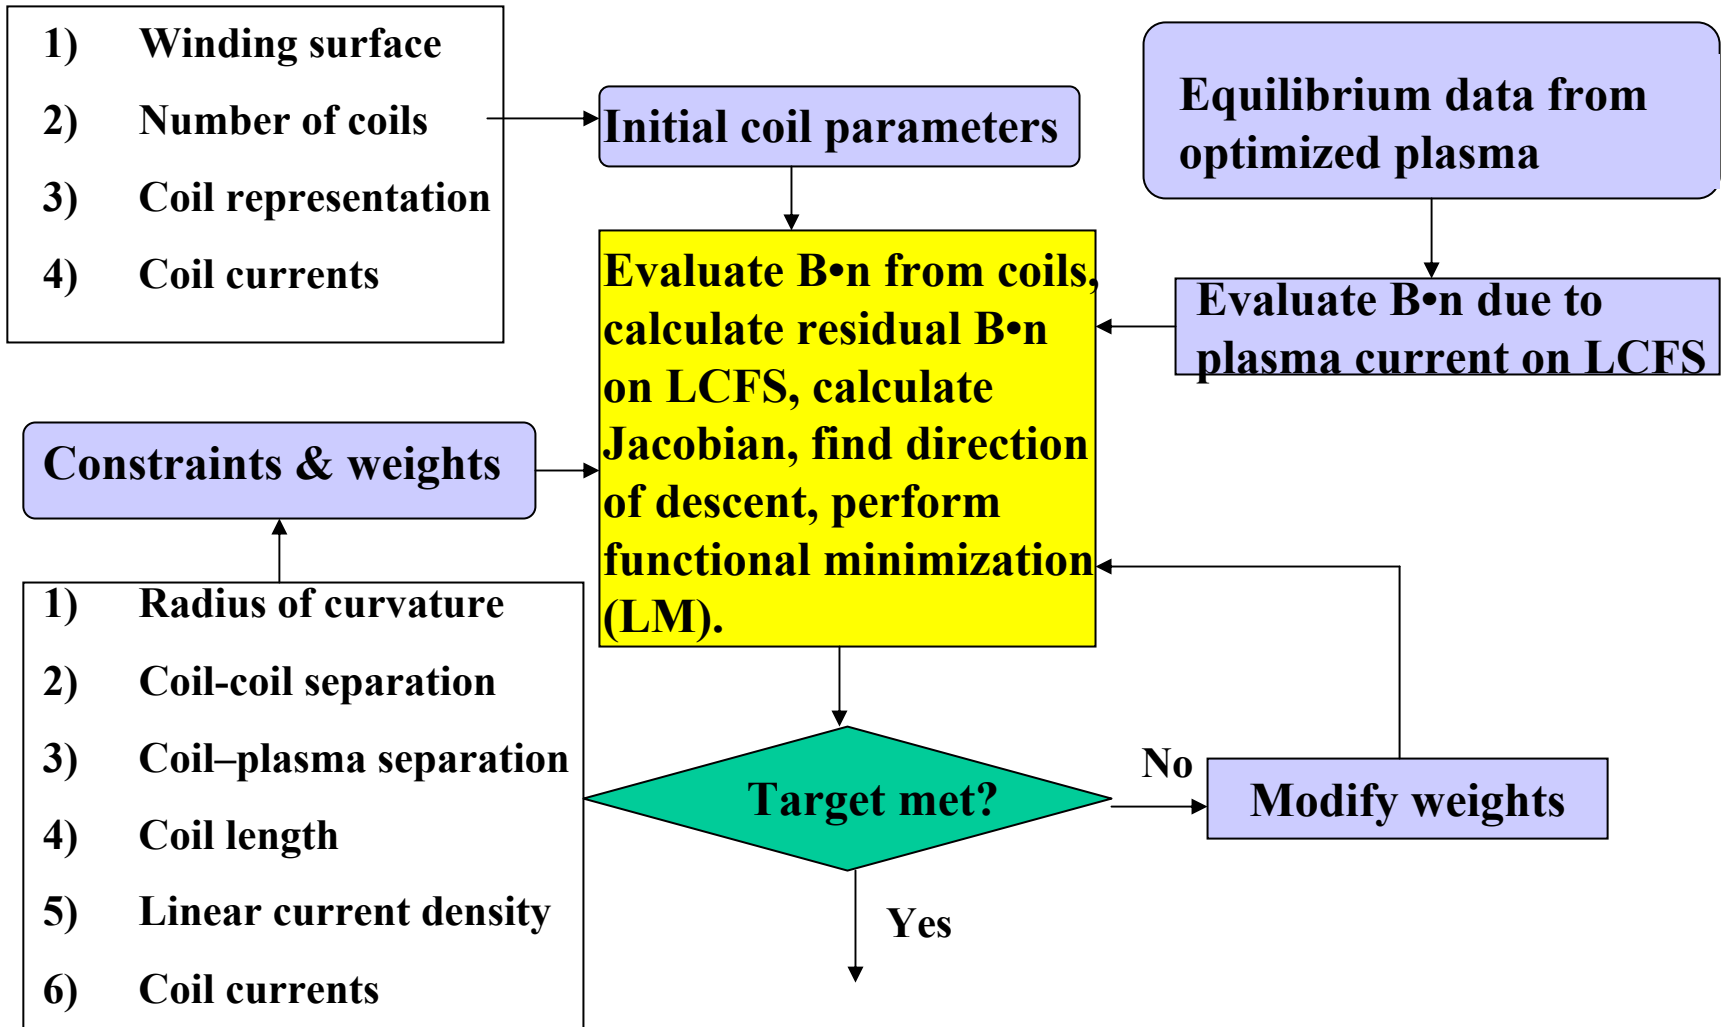 1) Winding surface
2) Number of coils
3) Coil representation
4) Coil currents
Initial coil parameters
Equilibrium data from
optimized plasma
Evaluate B•n due to
plasma current on LCFS
Evaluate B•n from coils,
calculate residual B•n
on LCFS, calculate
Jacobian, find direction
of descent, perform
functional minimization
(LM).
Constraints & weights
1) Radius of curvature
2) Coil-coil separation
3) Coil–plasma separation
4) Coil length
5) Linear current density
6) Coil currents
Target met?
No
Modify weights
Yes